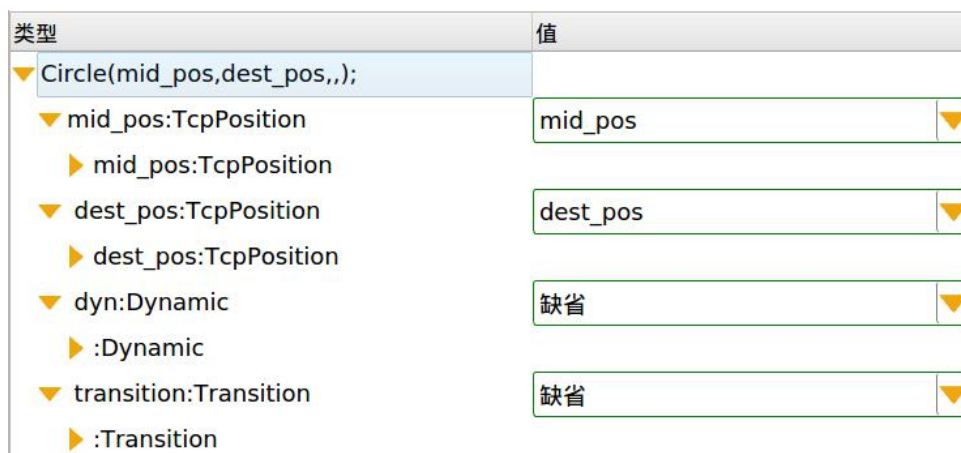 类型 值
Circle(mid_pos,dest_pos,,);
mid_pos:TcpPosition mid_pos
mid_pos:TcpPosition
dest_pos:TcpPosition dest_pos
dest_pos:TcpPosition
dyn:Dynamic 缺省
:Dynamic
transition:Transition 缺省
:Transition